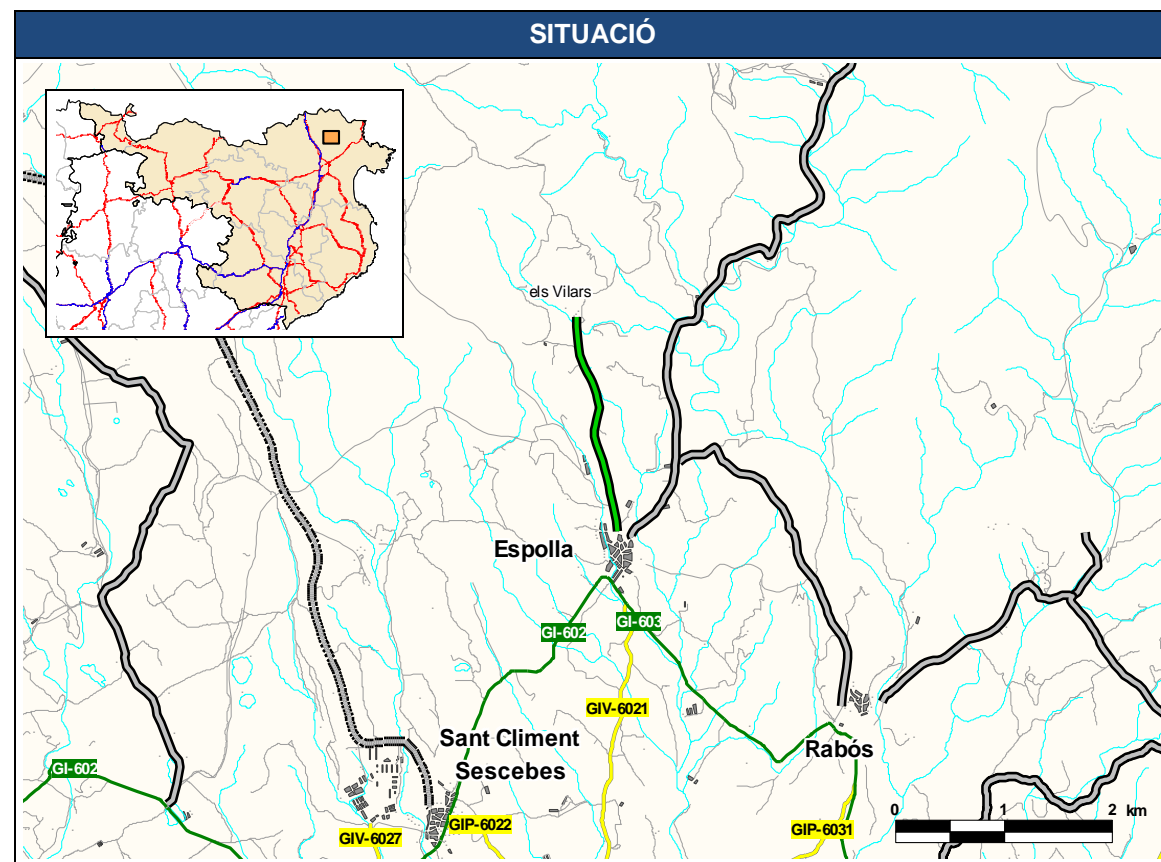 SITUACIÓ
els Vilars
Espolla
GI-602
GI-603
GIV-6021
Sant Climent
Sescebes
Rabós
GI-602
0 1 2 km
GIV-6027
GIP-6022
GIP-6031